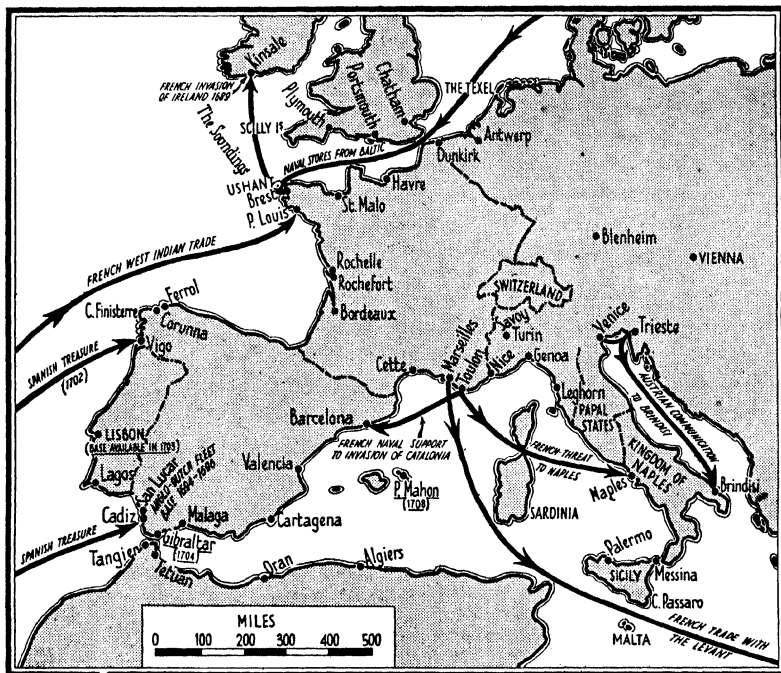 Kinsale
FRENCH INVASION
OF IRELAND 1689
The Soundings
SCILLY IS
Plymouth
Portsmouth
Chatham
THE TEXEL
NAVAL STORES FROM BALTIC
Antwerp
Dunkirk
USHANT
Brest
Havre
St. Malo
P. Louis
FRENCH WEST INDIAN TRADE
Rochelle
Rochefort
Bordeaux
Blenheim
VIENNA
SWITZERLAND
C. Finisterre
Ferrol
Corunna
Vigo
SPANISH TREASURE
(1702)
Savoy
Turin
Venice
Trieste
Cette
Marseilles
Toulon
Nice
Genoa
Leghorn
PAPAL
STATES
AUSTRIAN COMMUNICATION
TO BRINDISI
Barcelona
FRENCH NAVAL SUPPORT
TO INVASION OF CATALONIA
FRENCH THREAT
TO NAPLES
KINGDOM OF
NAPLES
Naples
Brindisi
LISBON
(BASE AVAILABLE IN 1703)
Lagos
Valencia
P. Mahon
(1708)
SARDINIA
San Lucar
ANGLO-DUTCH FLEET
BASE 1694-1696
Cadiz
Malaga
Cartagena
Gibraltar
(1704)
SPANISH TREASURE
Tangier
Tetuan
Oran
Algiers
Palermo
SICILY
Messina
C. Passaro
MALTA
FRENCH TRADE WITH
THE LEVANT
MILES
0 100 200 300 400 500